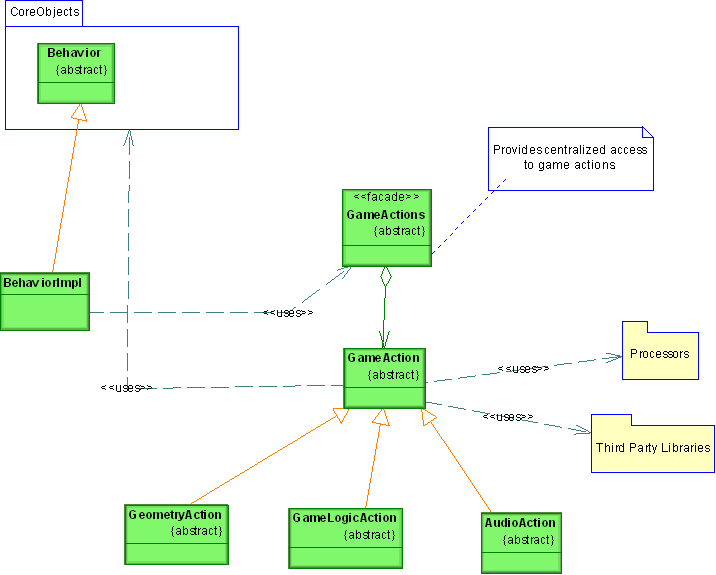 CoreObjects
Behavior
{abstract}
Provides centralized access
to game actions
<<facade>>
GameActions
{abstract}
BehaviorImpl
<<uses>>
GameAction
{abstract}
Processors
<<uses>>
<<uses>>
<<uses>>
Third Party Libraries
GeometryAction
{abstract}
GameLogicAction
{abstract}
AudioAction
{abstract}